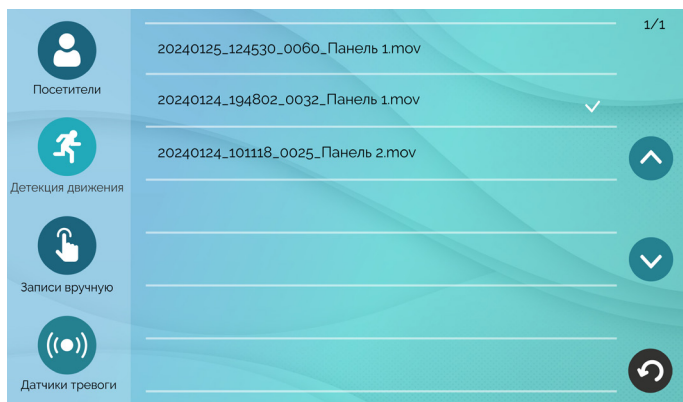 Посетители
Детекция движения
Записи вручную
Датчики тревоги
20240125_124530_0060_Панель 1.mov
20240124_194802_0032_Панель 1.mov
20240124_101118_0025_Панель 2.mov
1/1